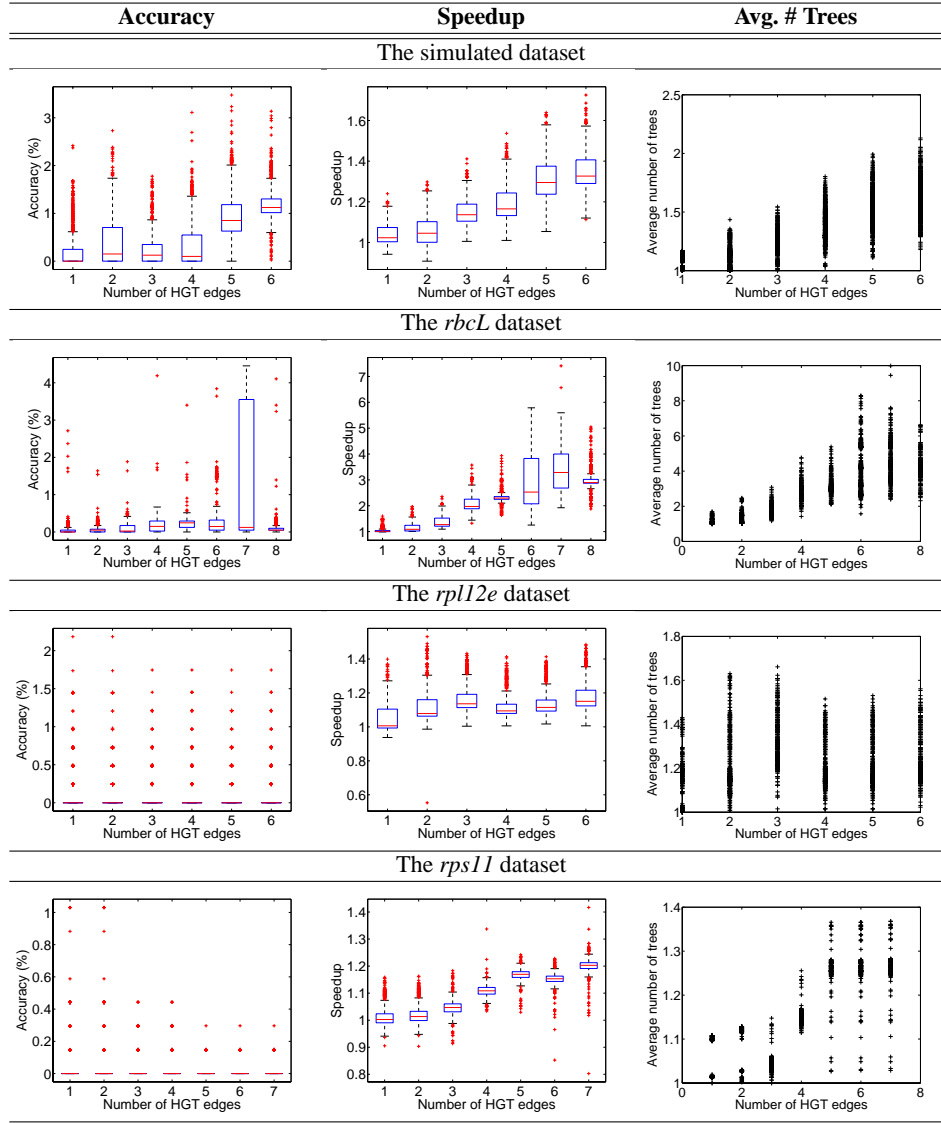 Accuracy Speedup Avg. # Trees
The simulated dataset
3
2
1
0
Accuracy (%)
1 2 3 4 5 6
Number of HGT edges
1.6
1.4
1.2
1
Speedup
1 2 3 4 5 6
Number of HGT edges
2.5
2
1.5
1
Average number of trees
1 2 3 4 5 6
Number of HGT edges
The rbcL dataset
4
3
2
1
0
Accuracy (%)
1 2 3 4 5 6 7 8
Number of HGT edges
7
6
5
4
3
2
1
Speedup
1 2 3 4 5 6 7 8
Number of HGT edges
10
8
6
4
2
0
Average number of trees
0 2 4 6 8
Number of HGT edges
The rpl12e dataset
2
1.5
1
0.5
0
Accuracy (%)
1 2 3 4 5 6
Number of HGT edges
1.4
1.2
1
0.8
0.6
Speedup
1 2 3 4 5 6
Number of HGT edges
1.8
1.6
1.4
1.2
1
Average number of trees
1 2 3 4 5 6
Number of HGT edges
The rps11 dataset
1
0.8
0.6
0.4
0.2
0
Accuracy (%)
1 2 3 4 5 6 7
Number of HGT edges
1.4
1.3
1.2
1.1
1
0.9
0.8
Speedup
1 2 3 4 5 6 7
Number of HGT edges
1.4
1.3
1.2
1.1
1
Average number of trees
0 2 4 6 8
Number of HGT edges